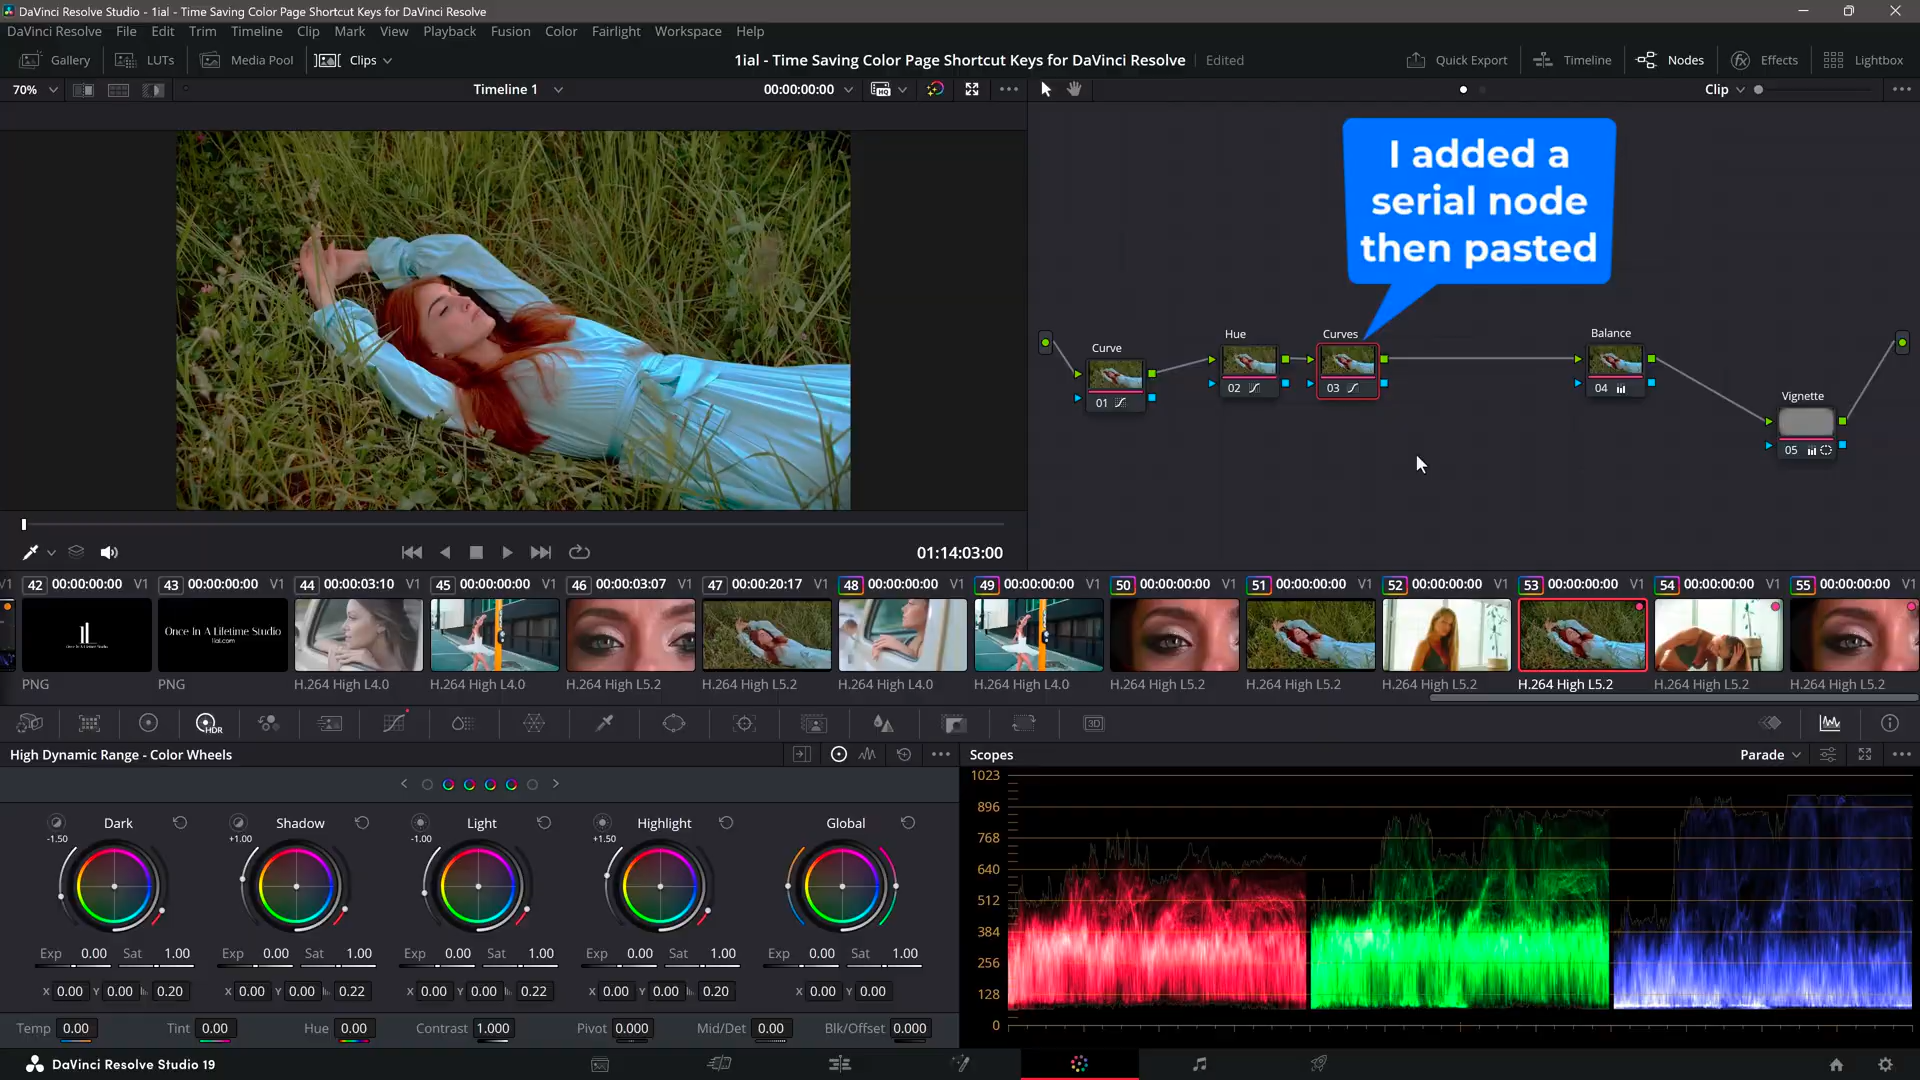 DaVinci Resolve Studio - 1ial - Time Saving Color Page Shortcut Keys for DaVinci Resolve
DaVinci Resolve File Edit Trim Timeline Clip Mark View Playback Fusion Color Fairlight Workspace Help
Gallery LUTs Media Pool Clips 1ial - Time Saving Color Page Shortcut Keys for DaVinci Resolve Edited Quick Export Timeline Nodes Effects Lightbox
70% Timeline 1 00:00:00:00 Clip
I added a
serial node
then pasted
Curve Hue Curves Balance
01 02 03 04
Vignette
05
01:14:03:00
V1 42 00:00:00:00 V1 43 00:00:00:00 V1 44 00:00:03:10 V1 45 00:00:00:00 V1 46 00:00:03:07 V1 47 00:00:20:17 V1 48 00:00:00:00 V1 49 00:00:00:00 V1 50 00:00:00:00 V1 51 00:00:00:00 V1 52 00:00:00:00 V1 53 00:00:00:00 V1 54 00:00:00:00 V1 55 00:00:00:00 V1
Once In A Lifetime Studio
1ial.com
PNG PNG H.264 High L4.0 H.264 High L4.0 H.264 High L5.2 H.264 High L5.2 H.264 High L4.0 H.264 High L4.0 H.264 High L5.2 H.264 High L5.2 H.264 High L5.2 H.264 High L5.2 H.264 High L5.2 H.264 High L5.2
HDR 3D
High Dynamic Range - Color Wheels Scopes Parade
Dark Shadow Light Highlight Global
-1.50 +1.00 -1.00 +1.50
Exp 0.00 Sat 1.00 Exp 0.00 Sat 1.00 Exp 0.00 Sat 1.00 Exp 0.00 Sat 1.00 Exp 0.00 Sat 1.00
X 0.00 Y 0.00 0.20 X 0.00 Y 0.00 0.22 X 0.00 Y 0.00 0.22 X 0.00 Y 0.00 0.20 X 0.00 Y 0.00
Temp 0.00 Tint 0.00 Hue 0.00 Contrast 1.000 Pivot 0.000 Mid/Det 0.00 Blk/Offset 0.000
1023
896
768
640
512
384
256
128
0
DaVinci Resolve Studio 19